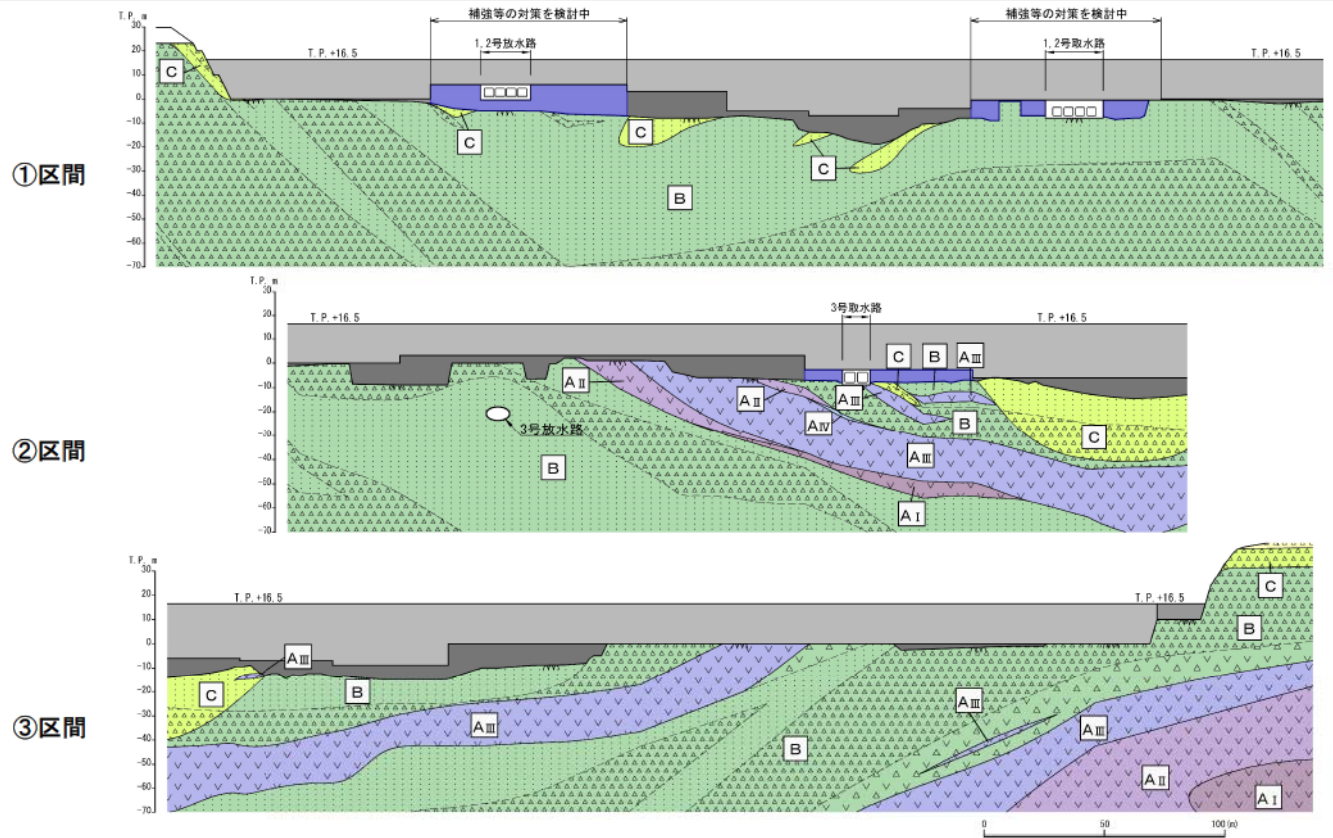 ①区間
T.P. m
30
20
10
0
-10
-20
-30
-40
-50
-60
-70
補強等の対策を検討中
補強等の対策を検討中
1,2号放水路
1,2号取水路
T.P.+16.5
T.P.+16.5
C
C
C
C
B
②区間
T.P. m
30
20
10
0
-10
-20
-30
-40
-50
-60
-70
T.P.+16.5
3号取水路
T.P.+16.5
C
B
AⅢ
AⅡ
AⅡ
AⅢ
3号放水路
AⅣ
B
C
B
AⅢ
AⅠ
③区間
T.P. m
30
20
10
0
-10
-20
-30
-40
-50
-60
-70
T.P.+16.5
T.P.+16.5
C
B
AⅢ
C
B
AⅢ
AⅢ
AⅢ
B
AⅡ
AⅠ
0
50
100(m)